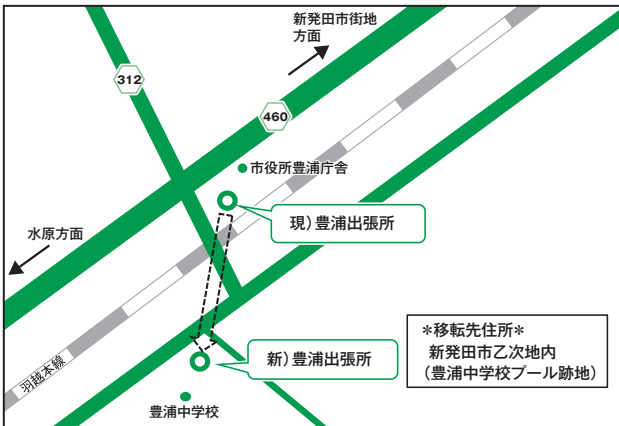 新発田市街地
方面
312
460
市役所豊浦庁舎
現）豊浦出張所
水原方面
羽越本線
新）豊浦出張所
豊浦中学校
＊移転先住所＊
新発田市乙次地内
（豊浦中学校プール跡地）